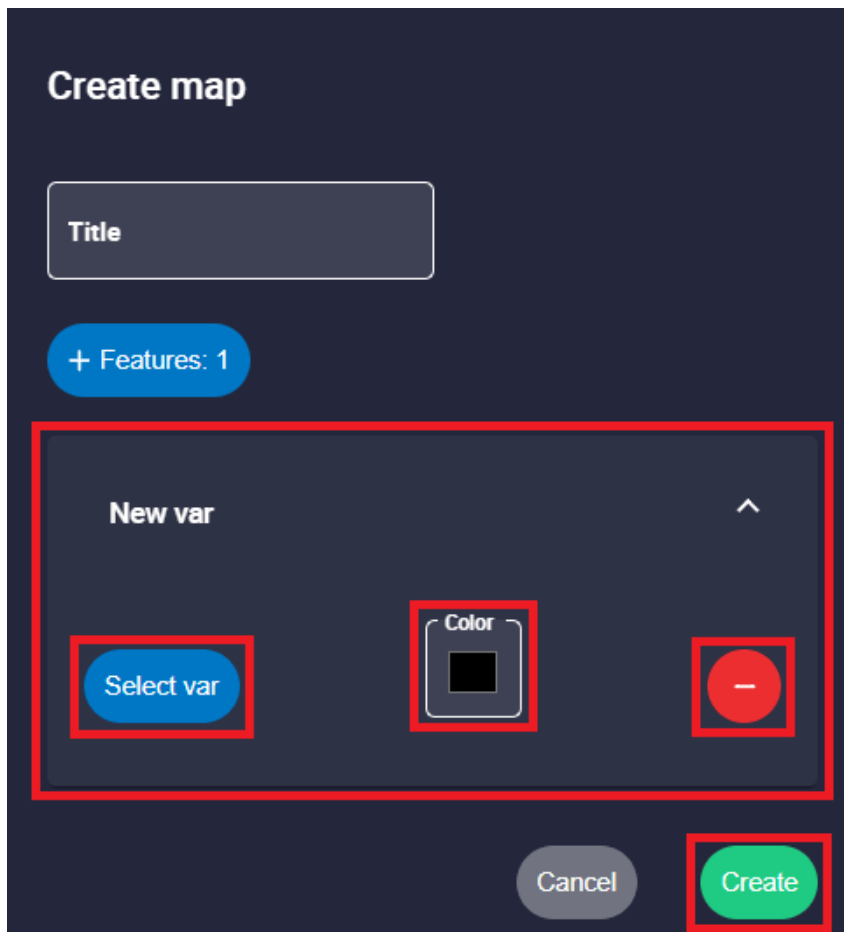 Create map
Title
+ Features: 1
New var
Color
Select var
Cancel
Create